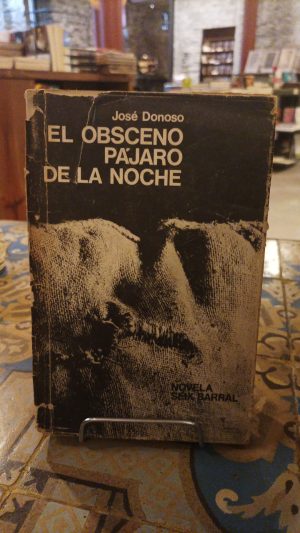 José Donoso
EL OBSCENO
PÁJARO
DE LA NOCHE
NOVELA
SEIX BARRAL